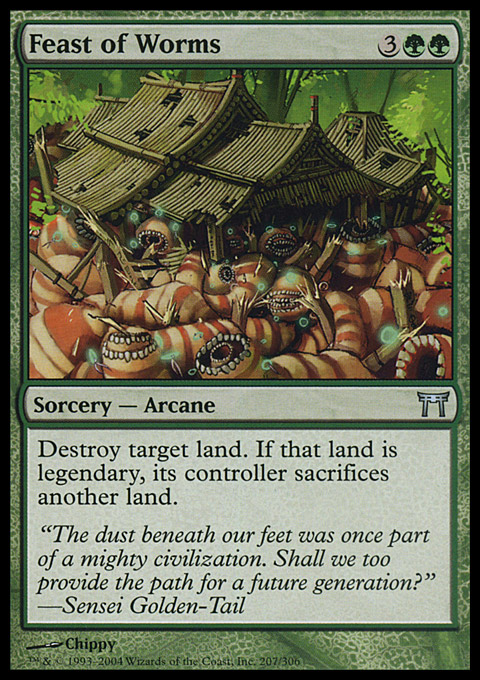 Feast of Worms 3
Sorcery — Arcane
Destroy target land. If that land is
legendary, its controller sacrifices
another land.
“The dust beneath our feet was once part
of a mighty civilization. Shall we too
provide the path for a future generation?”
—Sensei Golden-Tail
Chippy
™ & © 1993–2004 Wizards of the Coast, Inc. 207/306